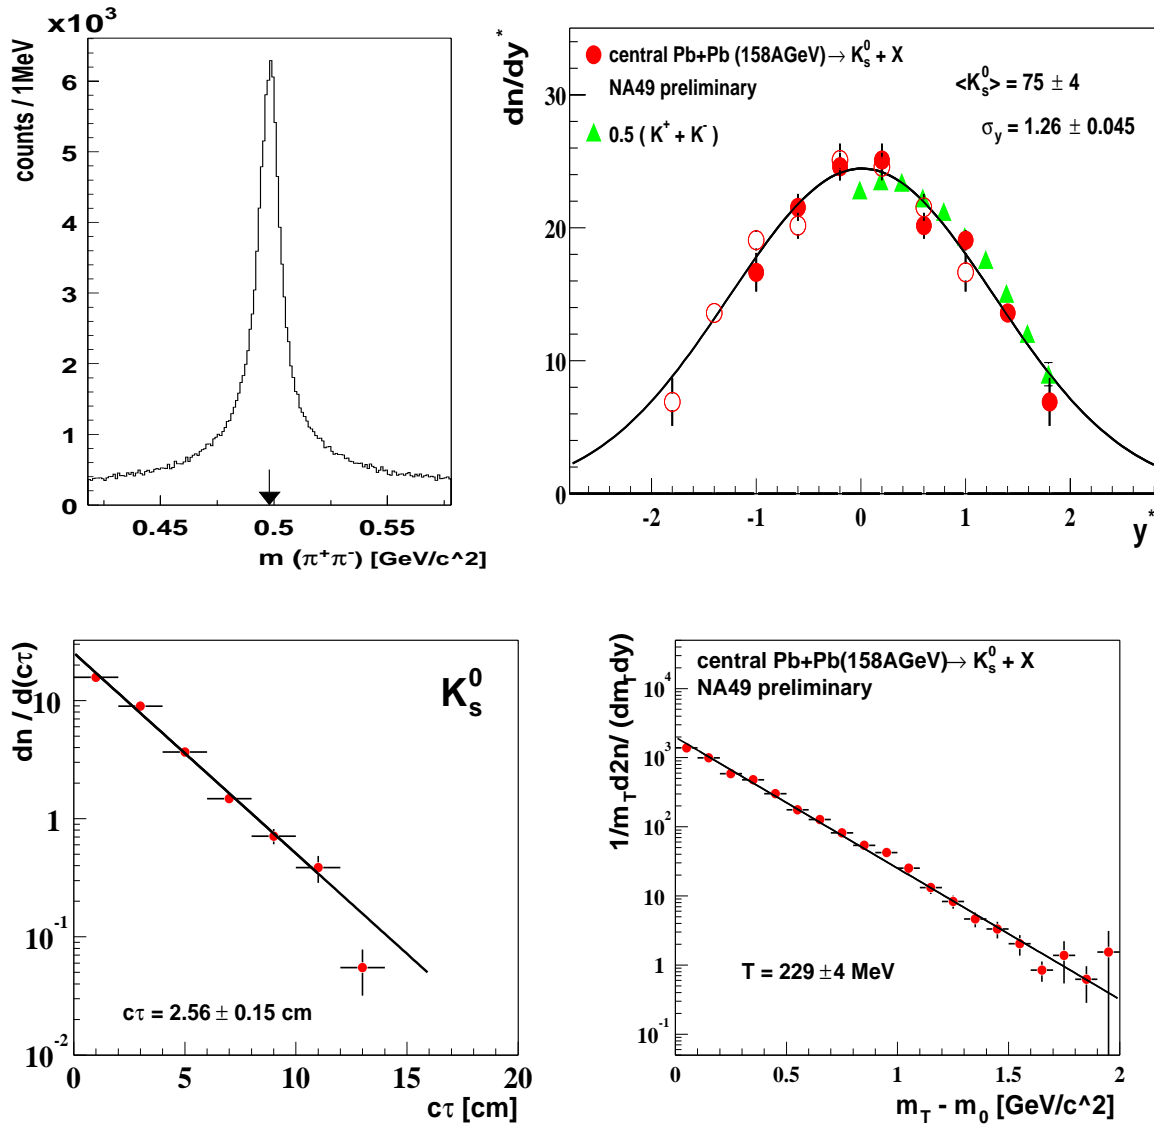 ×10³
counts / 1MeV
6
5
4
3
2
1
0
0.45 0.5 0.55
m (π⁺π⁻) [GeV/c^2]
dn/dy*
central Pb+Pb (158AGeV) → K⁰s + X
NA49 preliminary
0.5 ( K⁺ + K⁻ )
<K⁰s> = 75 ± 4
σy = 1.26 ± 0.045
30
20
10
0
-2 -1 0 1 2
y*
dn / d(cτ)
K⁰s
10
1
10⁻¹
10⁻²
cτ = 2.56 ± 0.15 cm
0 5 10 15 20
cτ [cm]
1/mT d2n/ (dmTdy)
central Pb+Pb(158AGeV) → K⁰s + X
NA49 preliminary
10⁴
10³
10²
10
1
10⁻¹
T = 229 ±4 MeV
0 0.5 1 1.5 2
mT - m0 [GeV/c^2]